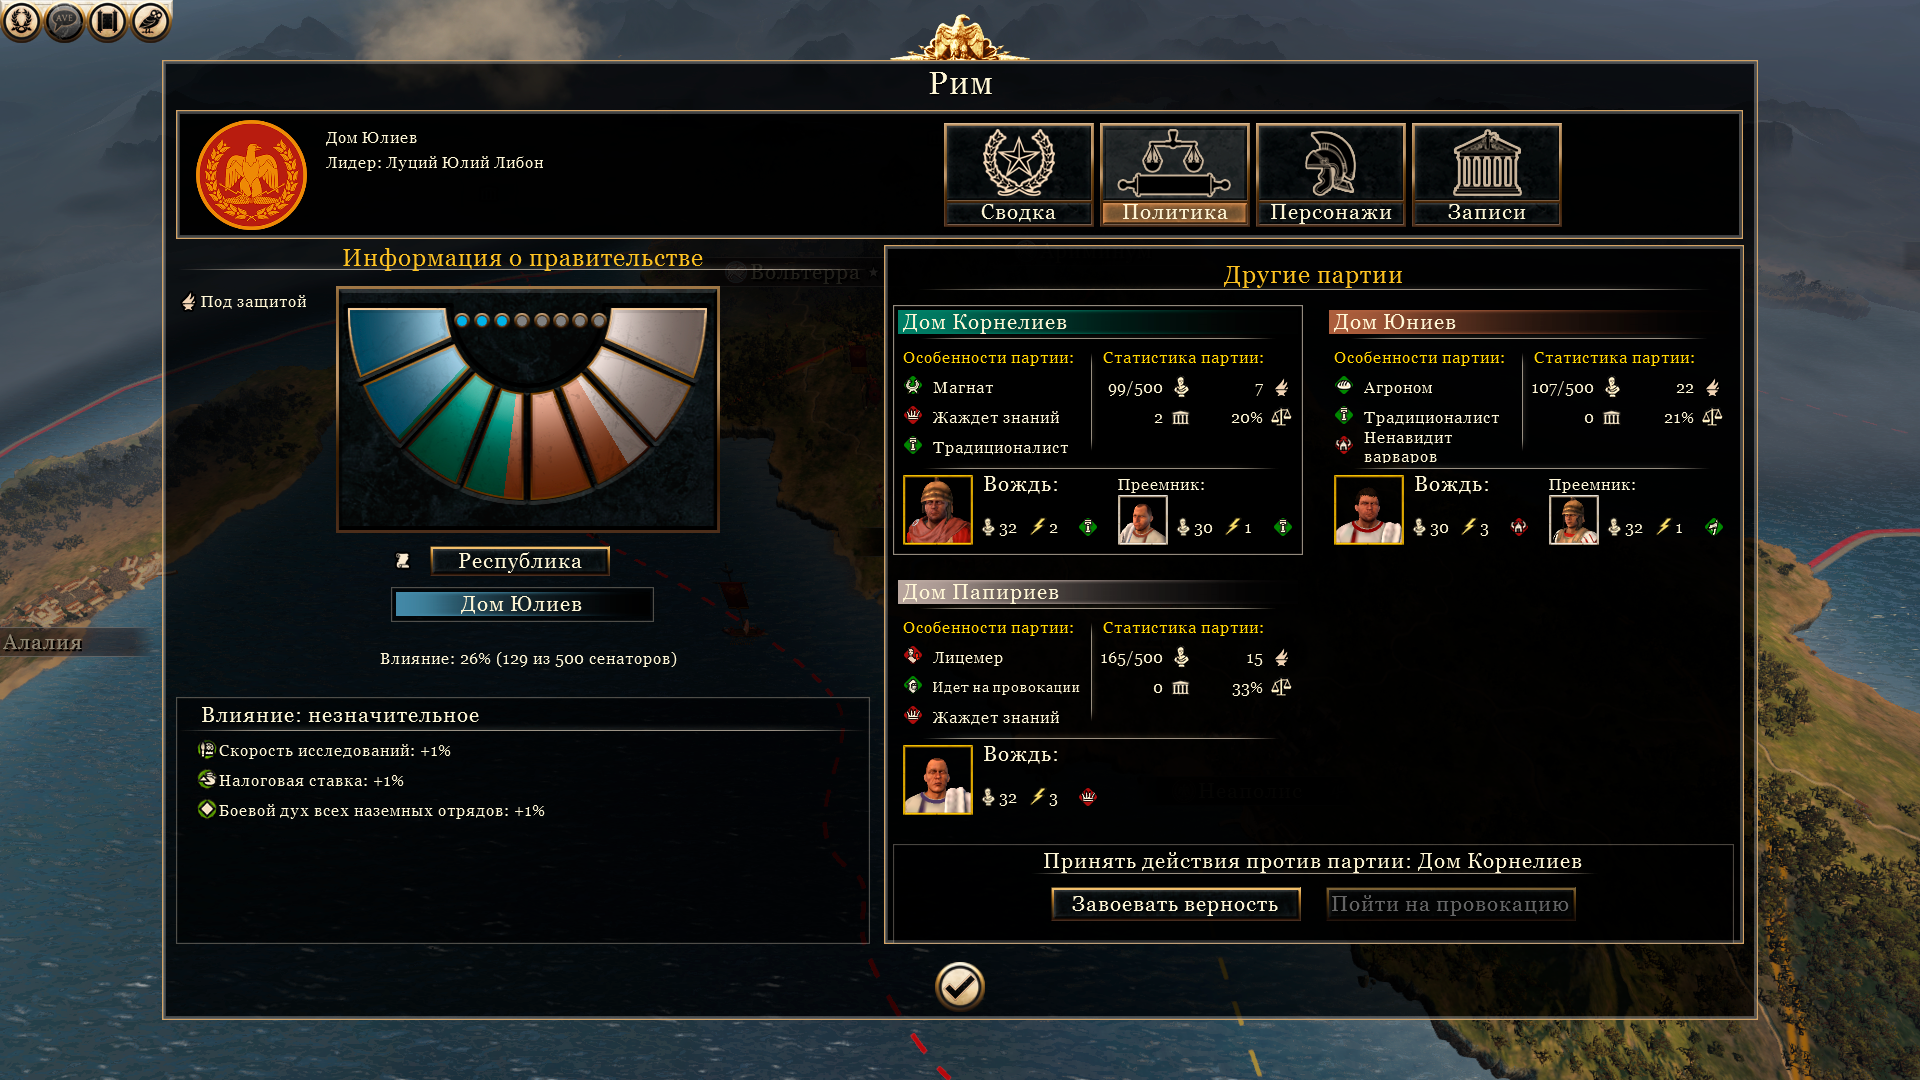 AVE
Рим
Дом Юлиев
Лидер: Луций Юлий Либон
Сводка
Политика
Персонажи
Записи
Информация о правительстве
Вольтерра
Под защитой
Республика
Дом Юлиев
Влияние: 26% (129 из 500 сенаторов)
Алалия
Влияние: незначительное
Скорость исследований: +1%
Налоговая ставка: +1%
Боевой дух всех наземных отрядов: +1%
Другие партии
Дом Корнелиев
Особенности партии:
Статистика партии:
Магнат
99/500
7
Жаждет знаний
2
20%
Традиционалист
Вождь:
32
2
Преемник:
30
1
Дом Юниев
Особенности партии:
Статистика партии:
Агроном
107/500
22
Традиционалист
0
21%
Ненавидит
варваров
Вождь:
30
3
Преемник:
32
1
Дом Папириев
Особенности партии:
Статистика партии:
Лицемер
165/500
15
Идет на провокации
0
33%
Жаждет знаний
Вождь:
32
3
Принять действия против партии: Дом Корнелиев
Завоевать верность
Пойти на провокацию